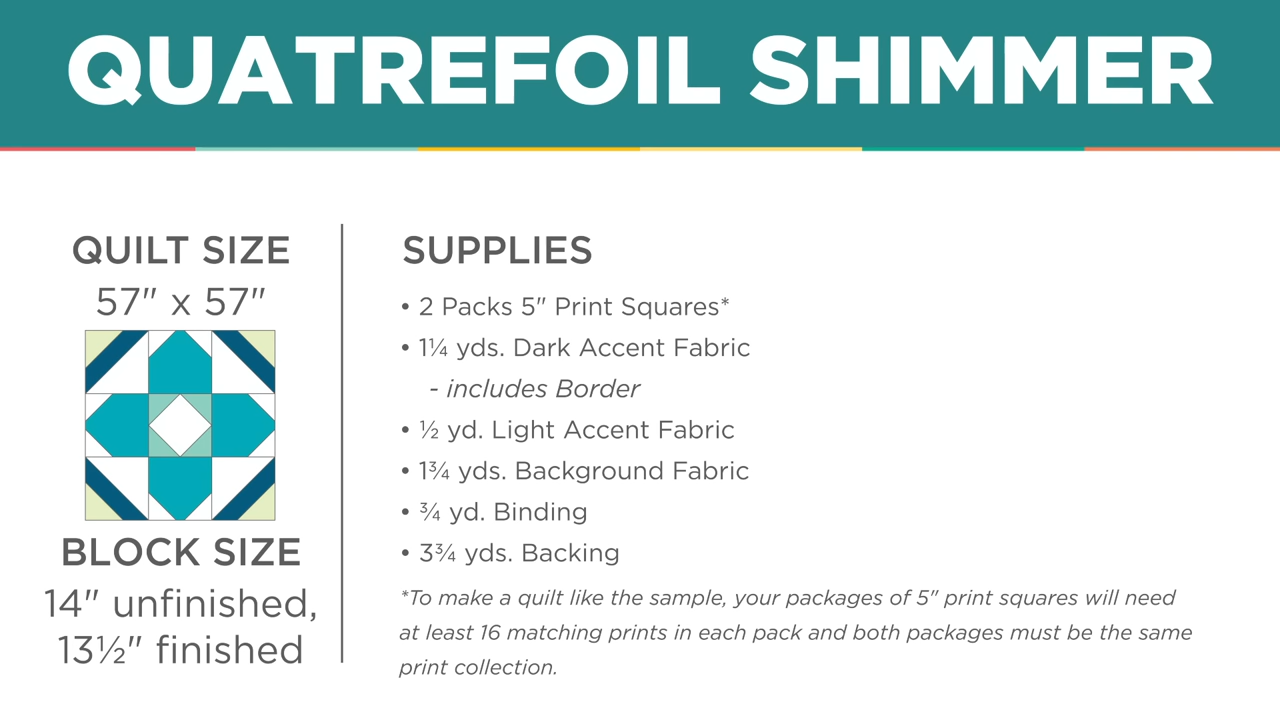 QUATREFOIL SHIMMER
QUILT SIZE
57" x 57"
BLOCK SIZE
14" unfinished,
13½" finished
SUPPLIES
• 2 Packs 5" Print Squares*
• 1¼ yds. Dark Accent Fabric
- includes Border
• ½ yd. Light Accent Fabric
• 1¾ yds. Background Fabric
• ¾ yd. Binding
• 3¾ yds. Backing
*To make a quilt like the sample, your packages of 5" print squares will need
at least 16 matching prints in each pack and both packages must be the same
print collection.